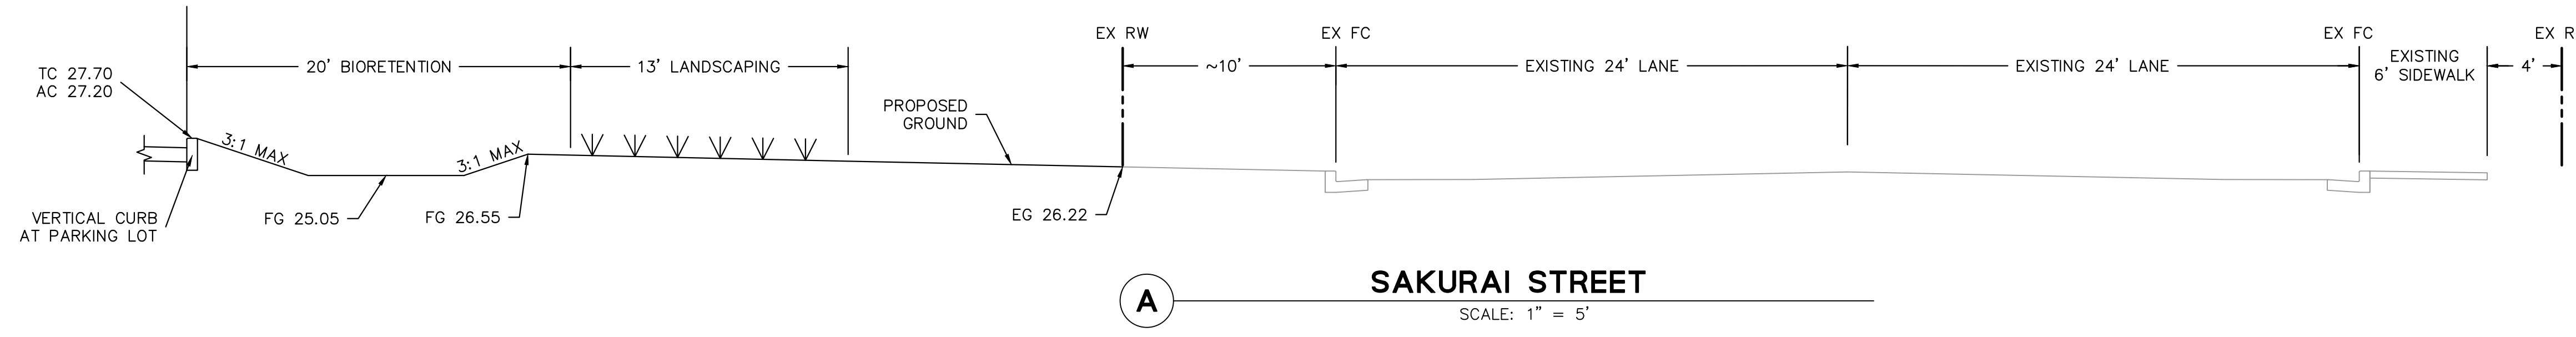 EX RW
EX FC
EX FC
EX R
TC 27.70
AC 27.20
20' BIORETENTION
13' LANDSCAPING
~10'
EXISTING 24' LANE
EXISTING 24' LANE
EXISTING
6' SIDEWALK
4'
PROPOSED
GROUND
3:1 MAX
3:1 MAX
VERTICAL CURB
AT PARKING LOT
FG 25.05
FG 26.55
EG 26.22
A
SAKURAI STREET
SCALE: 1" = 5'